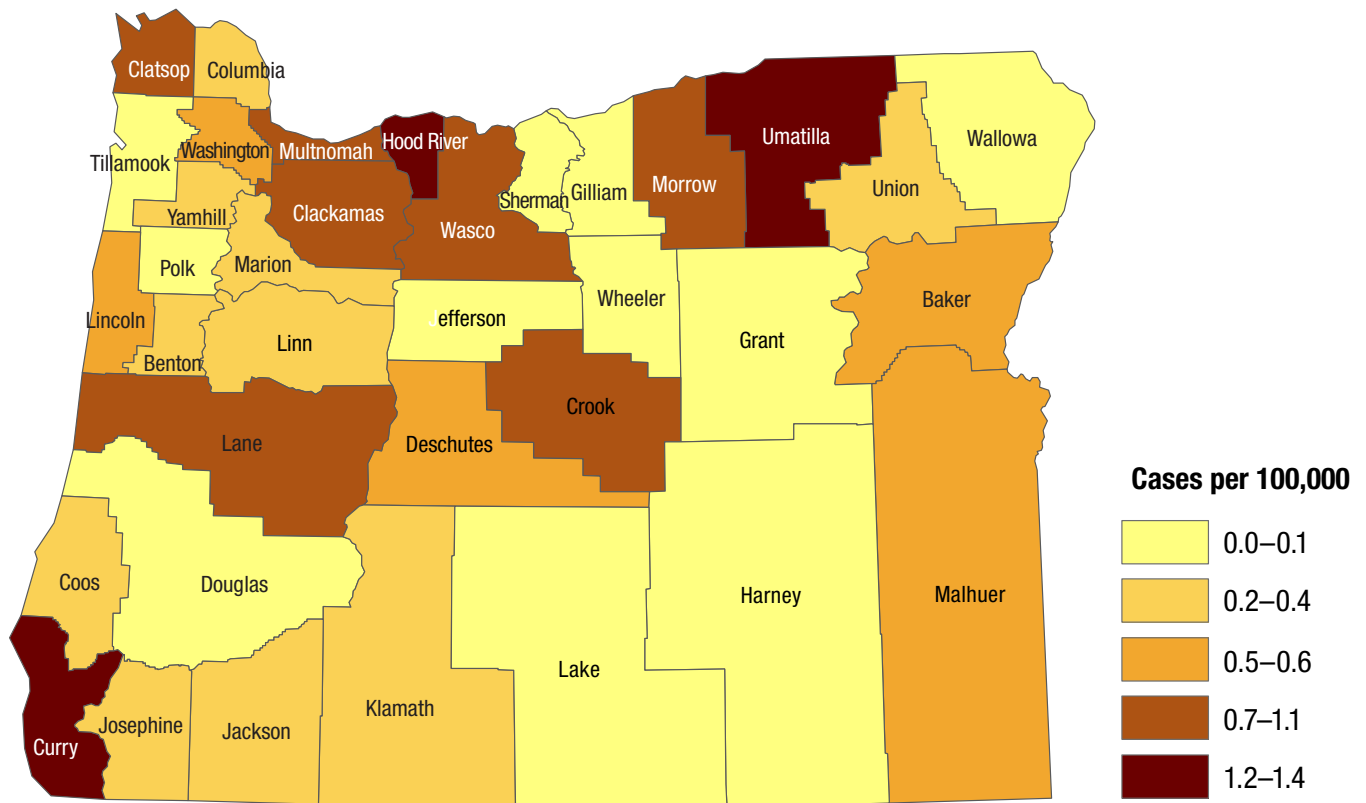 Clatsop
Columbia
Tillamook
Washington
Multnomah
Hood River
Umatilla
Wallowa
Yamhill
Clackamas
Wasco
Sherman
Gilliam
Morrow
Union
Polk
Marion
Lincoln
Benton
Linn
Jefferson
Wheeler
Grant
Baker
Lane
Deschutes
Crook
Coos
Douglas
Harney
Malhuer
Curry
Josephine
Jackson
Klamath
Lake
Cases per 100,000
0.0–0.1
0.2–0.4
0.5–0.6
0.7–1.1
1.2–1.4